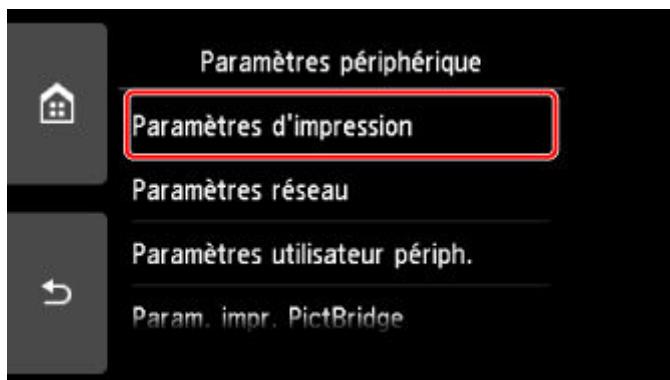 Paramètres périphérique
Paramètres d'impression
Paramètres réseau
Paramètres utilisateur périph.
Param. impr. PictBridge